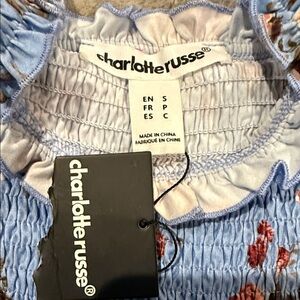 charlotte russe®
EN S
FR P
ES C
MADE IN CHINA
FABRIQUÉ EN CHINE
charlotte russe®